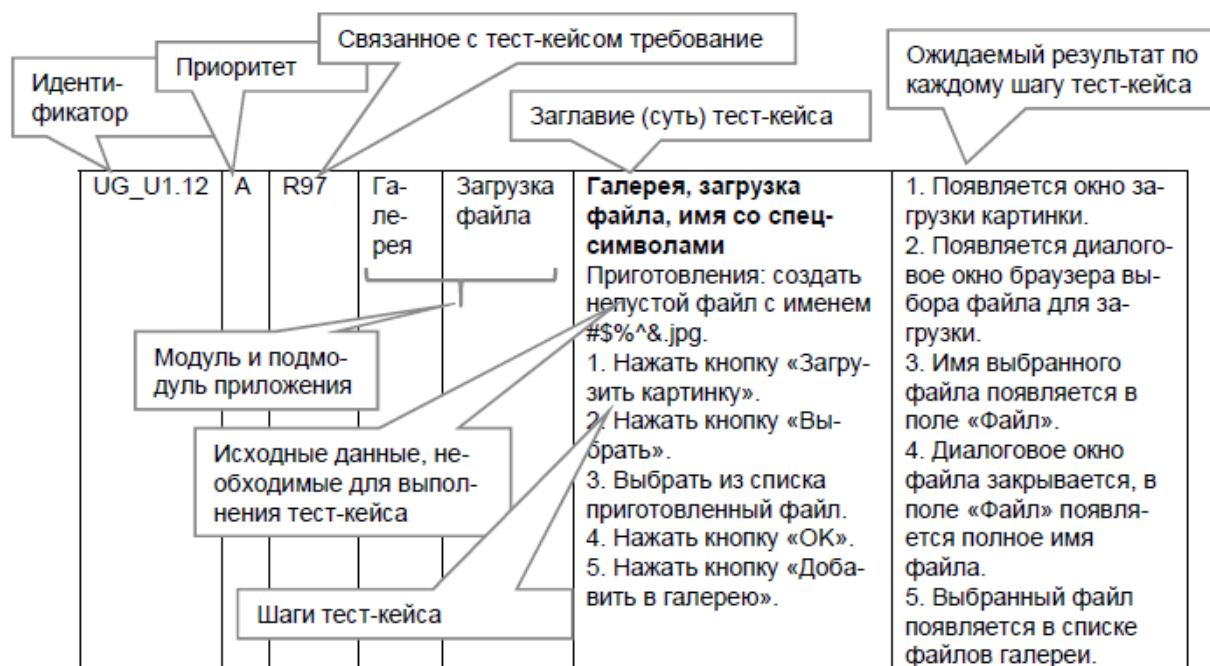 Связанное с тест-кейсом требование
Приоритет
Иденти-
фикатор
Заглавие (суть) тест-кейса
Ожидаемый результат по
каждому шагу тест-кейса
UG_U1.12
A
R97
Га-
ле-
рея
Загрузка
файла
Галерея, загрузка
файла, имя со спец-
символами
Приготовления: создать
непустой файл с именем
#$%^&.jpg.
1. Нажать кнопку «Загру-
зить картинку».
2. Нажать кнопку «Вы-
брать».
3. Выбрать из списка
приготовленный файл.
4. Нажать кнопку «OK».
5. Нажать кнопку «Доба-
вить в галерею».
1. Появляется окно за-
грузки картинки.
2. Появляется диалого-
вое окно браузера вы-
бора файла для за-
грузки.
3. Имя выбранного
файла появляется в
поле «Файл».
4. Диалоговое окно
файла закрывается, в
поле «Файл» появля-
ется полное имя
файла.
5. Выбранный файл
появляется в списке
файлов галереи.
Модуль и подмо-
дуль приложения
Исходные данные, не-
обходимые для выпол-
нения тест-кейса
Шаги тест-кейса